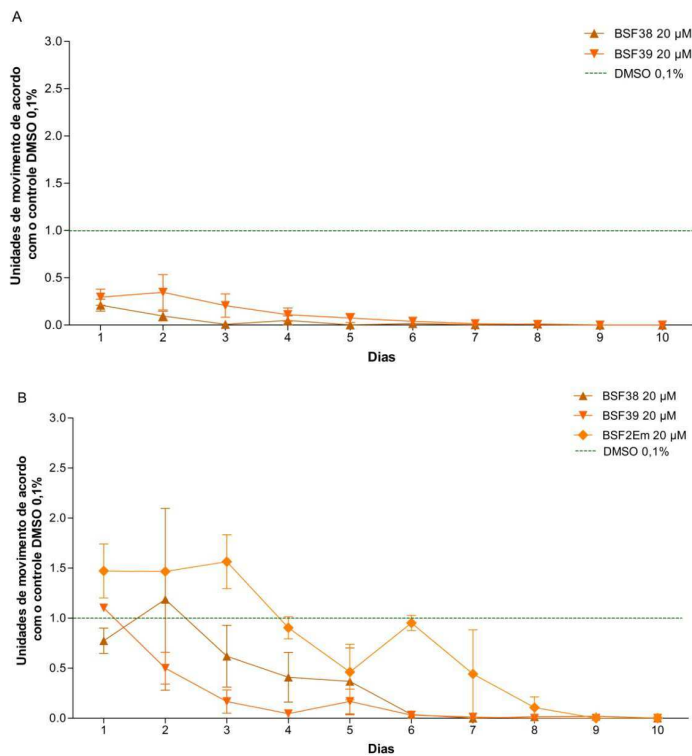 A
BSF38 20 µM
BSF39 20 µM
DMSO 0,1%
Unidades de movimento de acordo
com o controle DMSO 0,1%
3.0
2.5
2.0
1.5
1.0
0.5
0.0
1 2 3 4 5 6 7 8 9 10
Dias
B
BSF38 20 µM
BSF39 20 µM
BSF2Em 20 µM
DMSO 0,1%
Unidades de movimento de acordo
com o controle DMSO 0,1%
3.0
2.5
2.0
1.5
1.0
0.5
0.0
1 2 3 4 5 6 7 8 9 10
Dias